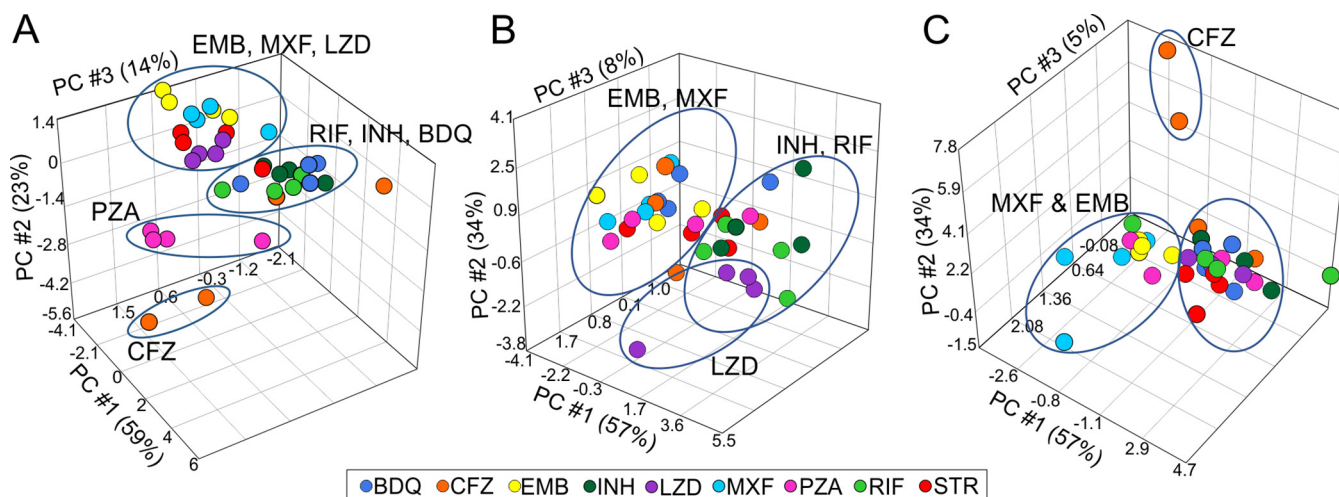 A
EMB, MXF, LZD
PC #3 (14%)
RIF, INH, BDQ
PZA
CFZ
PC #2 (23%)
1.4
0
-1.4
-2.8
-4.2
-5.6
-4.1
-2.1
0
2
4
6
PC #1 (59%)
1.5
0.6
-0.3
-1.2
-2.1
B
PC #3 (8%)
EMB, MXF
INH, RIF
LZD
PC #2 (34%)
4.1
2.5
0.9
-0.6
-2.2
-3.8
-4.1
-2.2
-0.3
1.7
3.6
5.5
PC #1 (57%)
1.7
0.8
0.1
1.0
C
PC #3 (5%)
CFZ
MXF & EMB
PC #2 (34%)
7.8
5.9
4.1
2.2
-0.4
-1.5
-2.6
-0.8
-1.1
2.9
4.7
PC #1 (57%)
2.08
1.36
0.64
-0.08
BDQ CFZ EMB INH LZD MXF PZA RIF STR